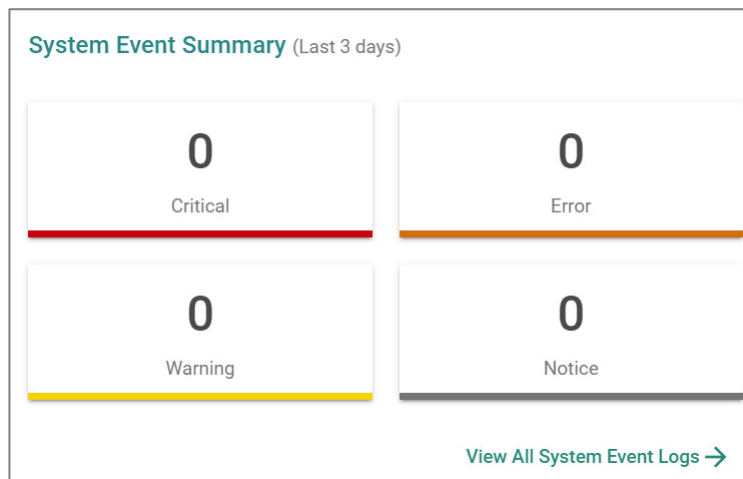 System Event Summary (Last 3 days)
0
Critical
0
Error
0
Warning
0
Notice
View All System Event Logs